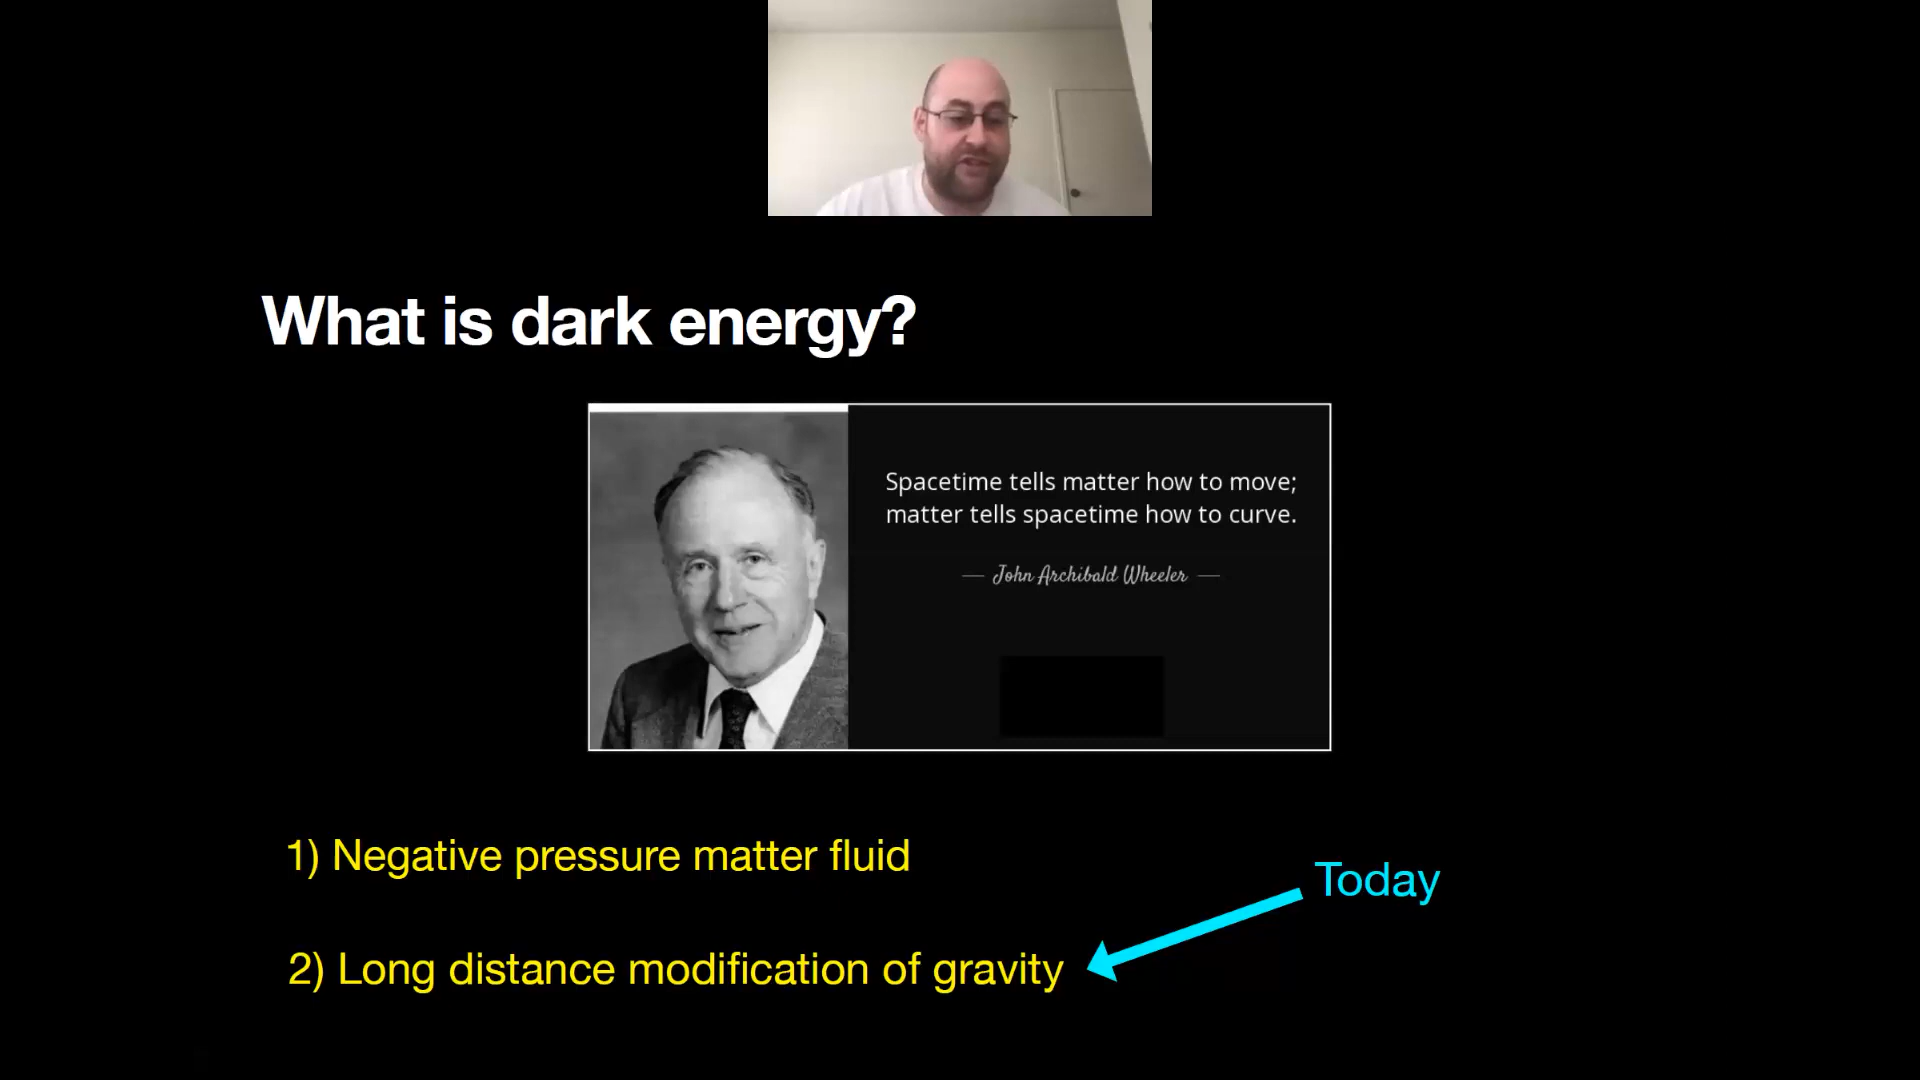 What is dark energy?
Spacetime tells matter how to move;
matter tells spacetime how to curve.
— John Archibald Wheeler —
1) Negative pressure matter fluid
Today
2) Long distance modification of gravity